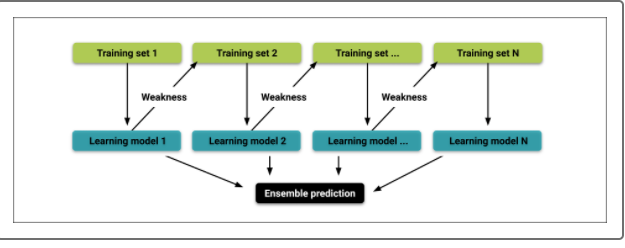 Training set 1
Training set 2
Training set ...
Training set N
Weakness
Weakness
Weakness
Learning model 1
Learning model 2
Learning model ...
Learning model N
Ensemble prediction